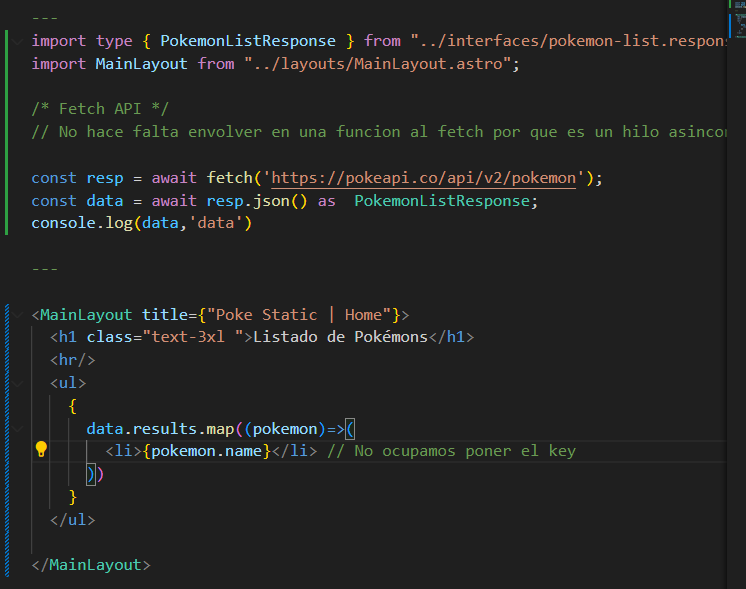 ---
import type { PokemonListResponse } from "../interfaces/pokemon-list.respons
import MainLayout from "../layouts/MainLayout.astro";
/* Fetch API */
// No hace falta envolver en una funcion al fetch por que es un hilo asincon
const resp = await fetch('https://pokeapi.co/api/v2/pokemon');
const data = await resp.json() as  PokemonListResponse;
console.log(data,'data')
---
<MainLayout title={"Poke Static | Home"}>
<h1 class="text-3xl ">Listado de Pokémons</h1>
<hr/>
<ul>
{
data.results.map((pokemon)=>(
<li>{pokemon.name}</li> // No ocupamos poner el key
))
}
</ul>
</MainLayout>